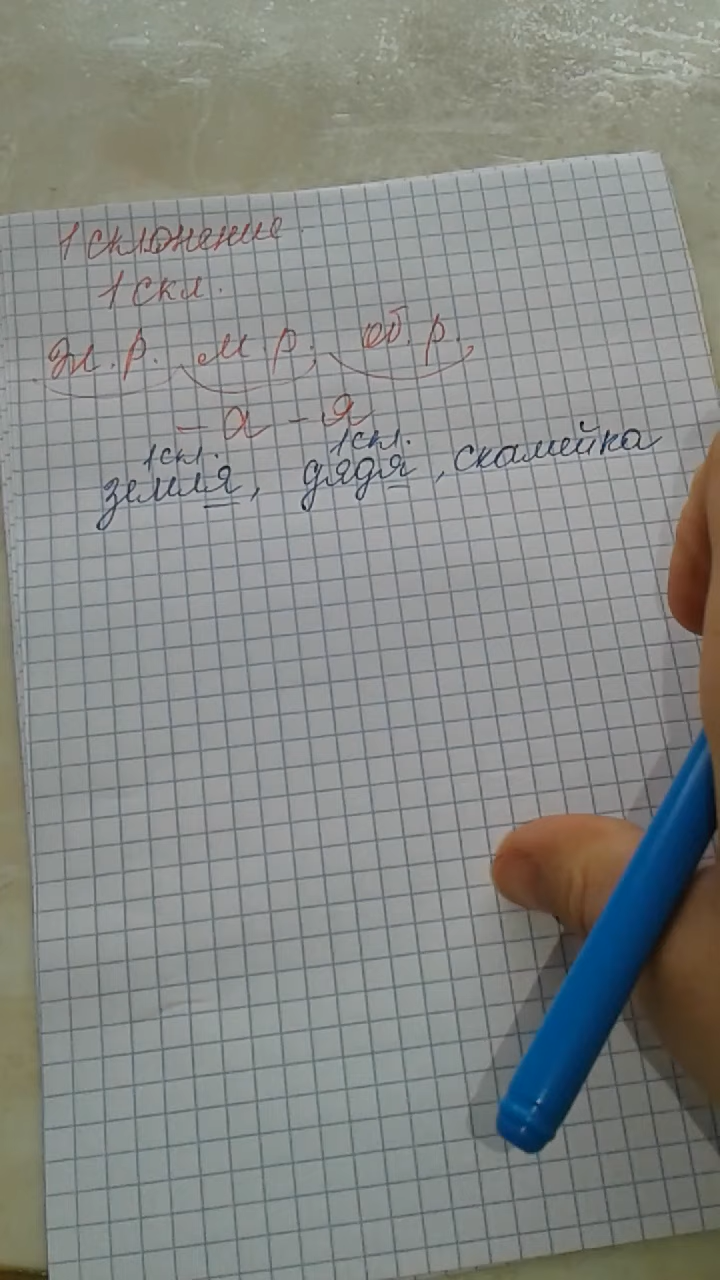 1 склонение
1 скл.
ж. р. м. р. об. р.
-а -я
1 скл. 1 скл.
земля, дядя, скамейка